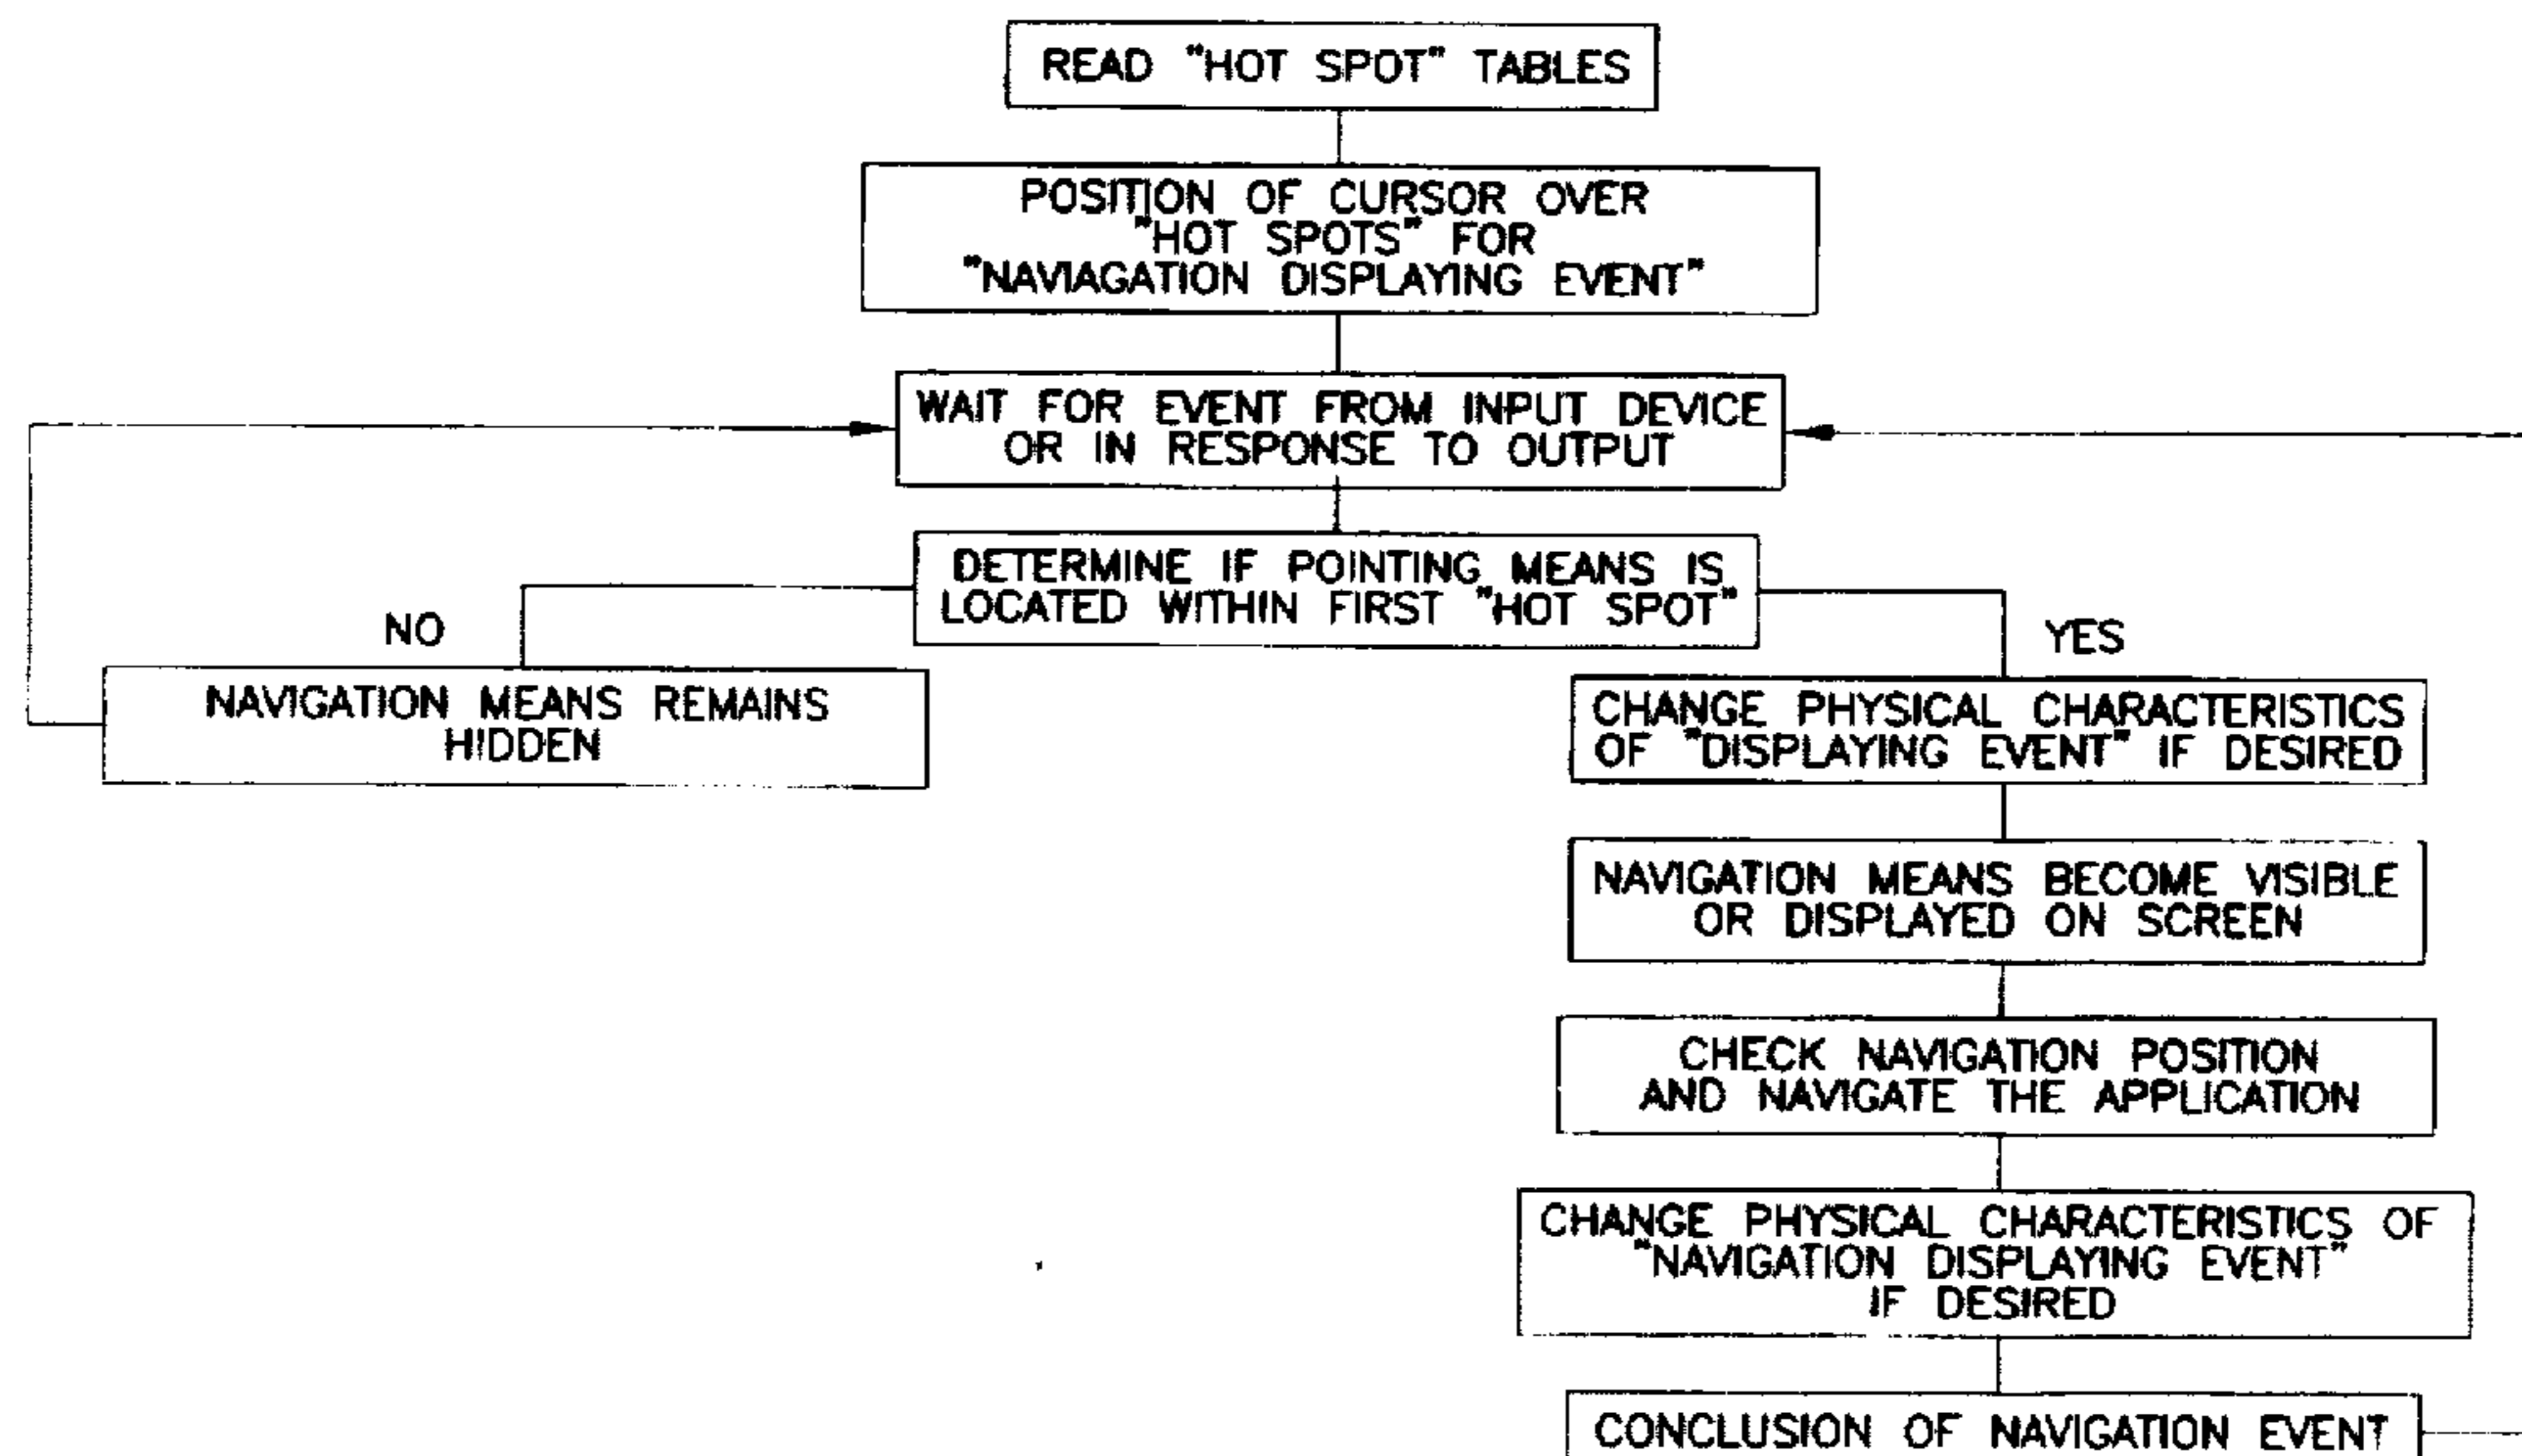 READ "HOT SPOT" TABLES
POSITION OF CURSOR OVER
"HOT SPOTS" FOR
"NAVIAGATION DISPLAYING EVENT"
WAIT FOR EVENT FROM INPUT DEVICE
OR IN RESPONSE TO OUTPUT
DETERMINE IF POINTING MEANS IS
LOCATED WITHIN FIRST "HOT SPOT"
NO
YES
NAVIGATION MEANS REMAINS
HIDDEN
CHANGE PHYSICAL CHARACTERISTICS
OF "DISPLAYING EVENT" IF DESIRED
NAVIGATION MEANS BECOME VISIBLE
OR DISPLAYED ON SCREEN
CHECK NAVIGATION POSITION
AND NAVIGATE THE APPLICATION
CHANGE PHYSICAL CHARACTERISTICS OF
"NAVIGATION DISPLAYING EVENT"
IF DESIRED
CONCLUSION OF NAVIGATION EVENT